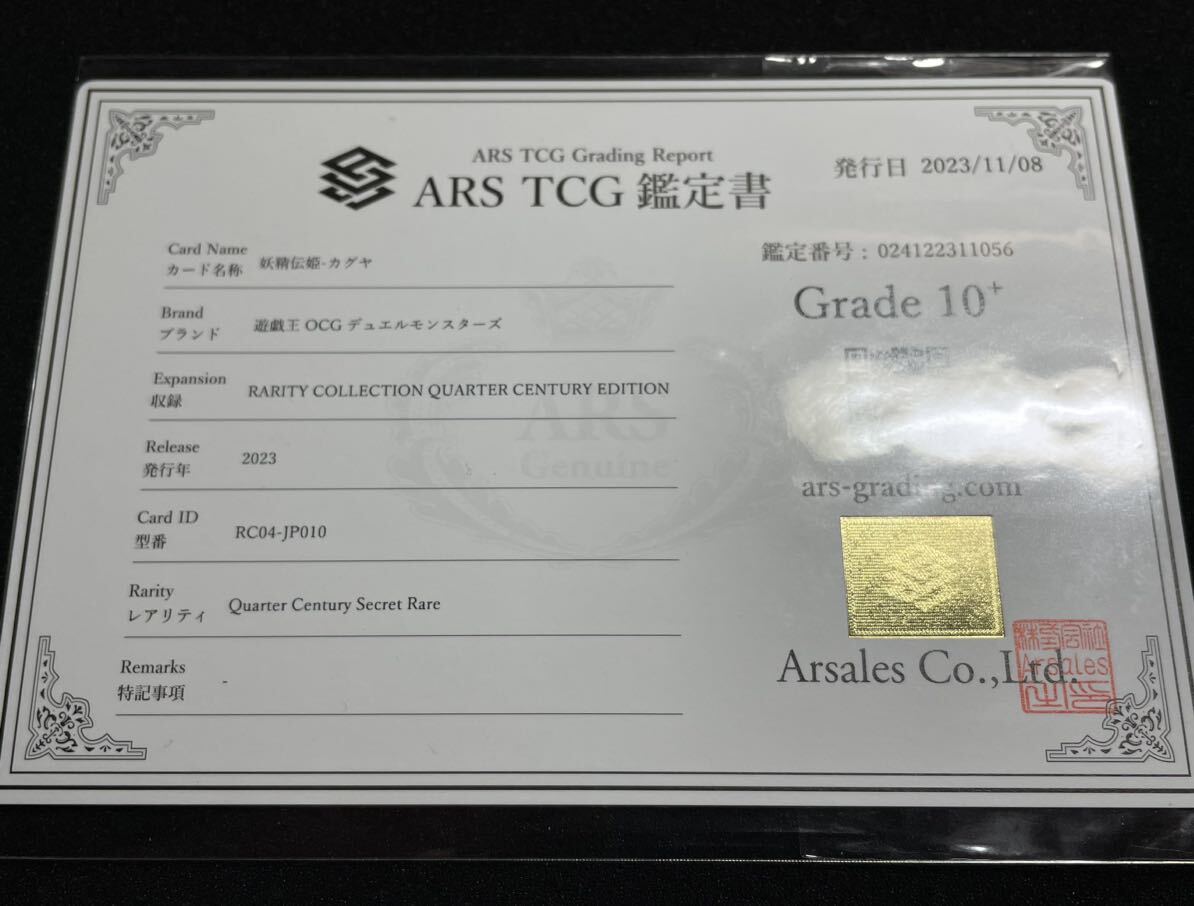 ARS TCG Grading Report
ARS TCG 鑑定書
発行日 2023/11/08
Card Name
カード名称 妖精伝姫-カグヤ
Brand
ブランド 遊戯王 OCG デュエルモンスターズ
Expansion
収録 RARITY COLLECTION QUARTER CENTURY EDITION
Release
発行年 2023
Card ID
型番 RC04-JP010
Rarity
レアリティ Quarter Century Secret Rare
Remarks
特記事項 -
鑑定番号 : 024122311056
Grade 10+
ARS
Genuine
Arsales Co.,Ltd.
Arsales